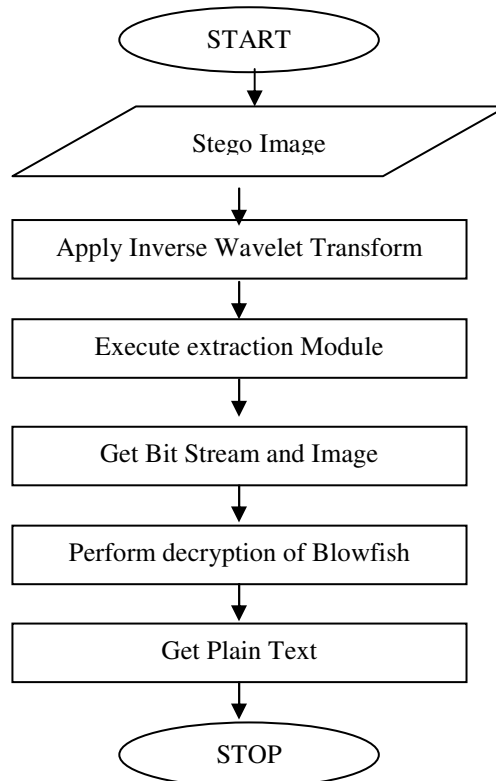 START
Stego Image
Apply Inverse Wavelet Transform
Execute extraction Module
Get Bit Stream and Image
Perform decryption of Blowfish
Get Plain Text
STOP